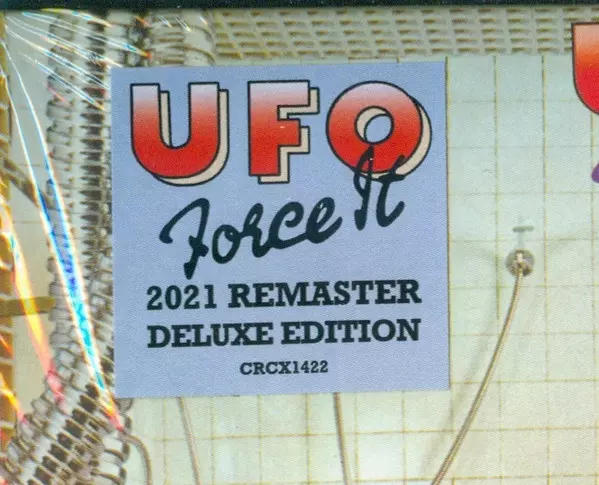 UFO
Force It
2021 REMASTER
DELUXE EDITION
CRCX1422